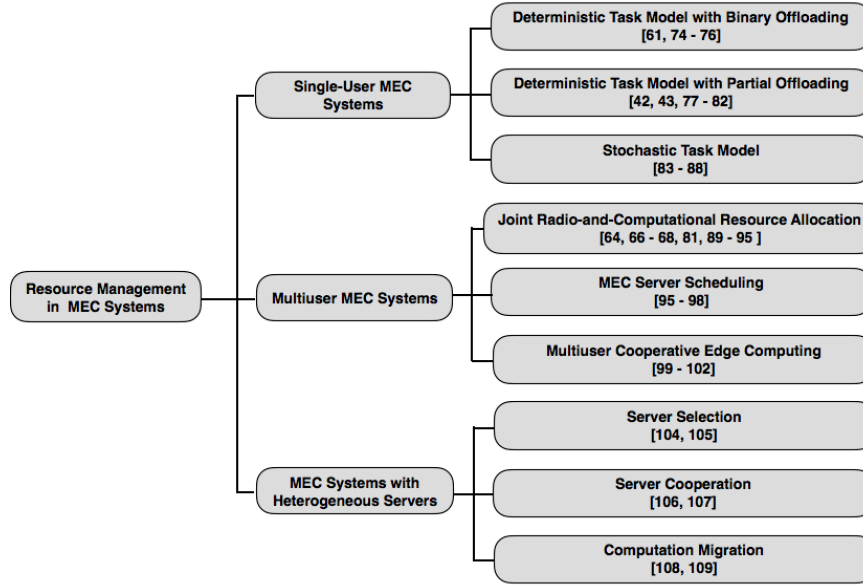 Deterministic Task Model with Binary Offloading
[61, 74 - 76]
Single-User MEC
Systems
Deterministic Task Model with Partial Offloading
[42, 43, 77 - 82]
Stochastic Task Model
[83 - 88]
Joint Radio-and-Computational Resource Allocation
[64, 66 - 68, 81, 89 - 95 ]
Resource Management
in MEC Systems
Multiuser MEC Systems
MEC Server Scheduling
[95 - 98]
Multiuser Cooperative Edge Computing
[99 - 102]
Server Selection
[104, 105]
MEC Systems with
Heterogeneous Servers
Server Cooperation
[106, 107]
Computation Migration
[108, 109]